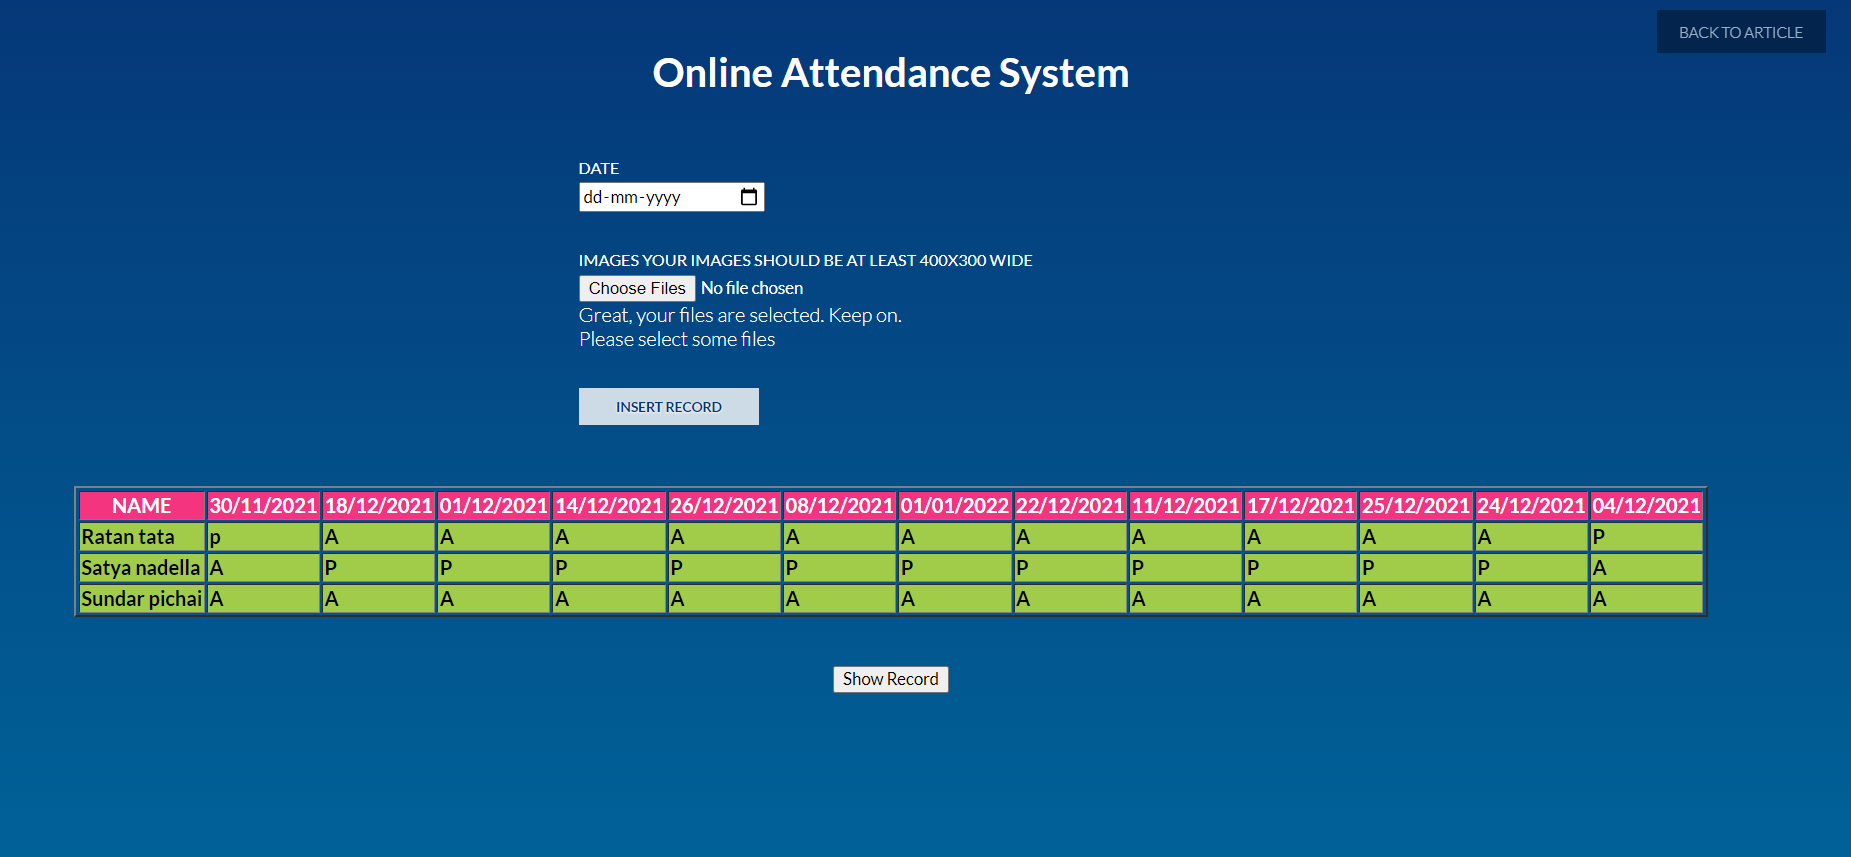 BACK TO ARTICLE
Online Attendance System
DATE
dd-mm-yyyy
IMAGES YOUR IMAGES SHOULD BE AT LEAST 400X300 WIDE
Choose Files No file chosen
Great, your files are selected. Keep on.
Please select some files
INSERT RECORD
NAME 30/11/2021 18/12/2021 01/12/2021 14/12/2021 26/12/2021 08/12/2021 01/01/2022 22/12/2021 11/12/2021 17/12/2021 25/12/2021 24/12/2021 04/12/2021
Ratan tata p A A A A A A A A A A A P
Satya nadella A P P P P P P P P P P P A
Sundar pichai A A A A A A A A A A A A A
Show Record